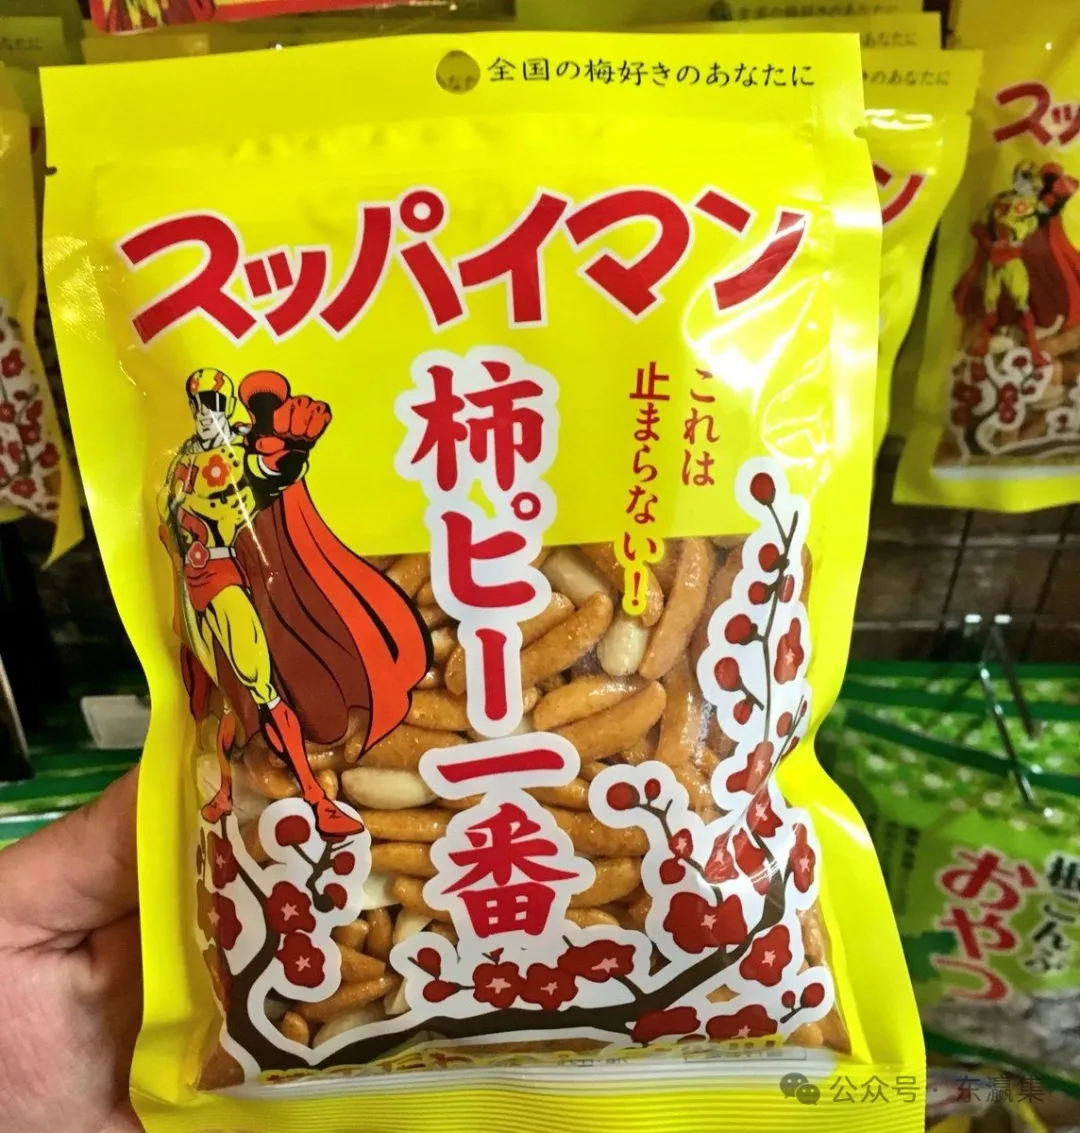 全国の梅好きのあなたに
スッパイマン
これは
止まらない!
柿ピー一番
おやつ
公众号・东瀛集